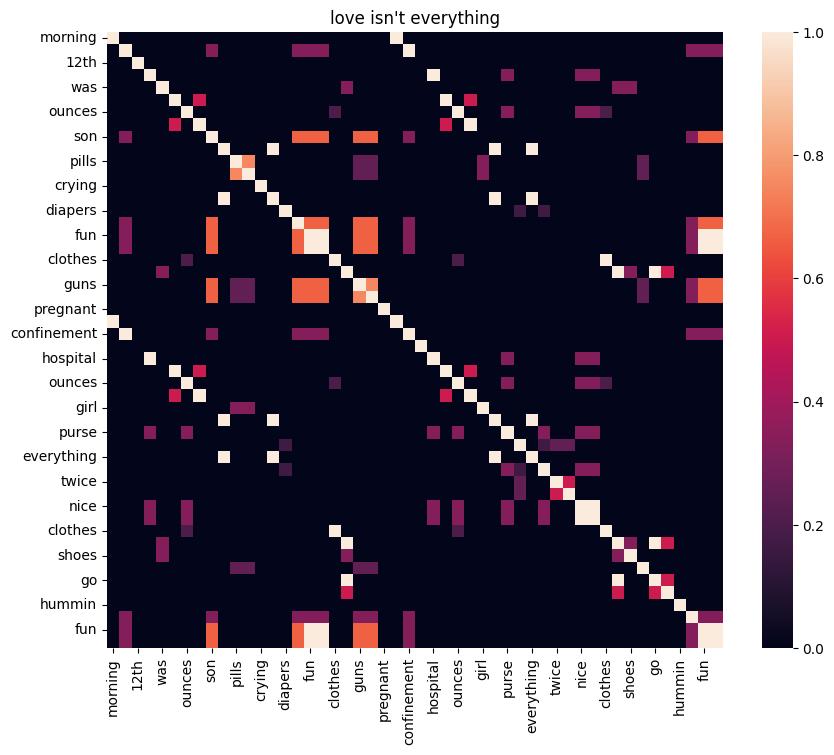 love isn't everything
morning
12th
was
ounces
son
pills
crying
diapers
fun
clothes
guns
pregnant
confinement
hospital
ounces
girl
purse
everything
twice
nice
clothes
shoes
go
hummin
fun
1.0
0.8
0.6
0.4
0.2
0.0
morning
12th
was
ounces
son
pills
crying
diapers
fun
clothes
guns
pregnant
confinement
hospital
ounces
girl
purse
everything
twice
nice
clothes
shoes
go
hummin
fun